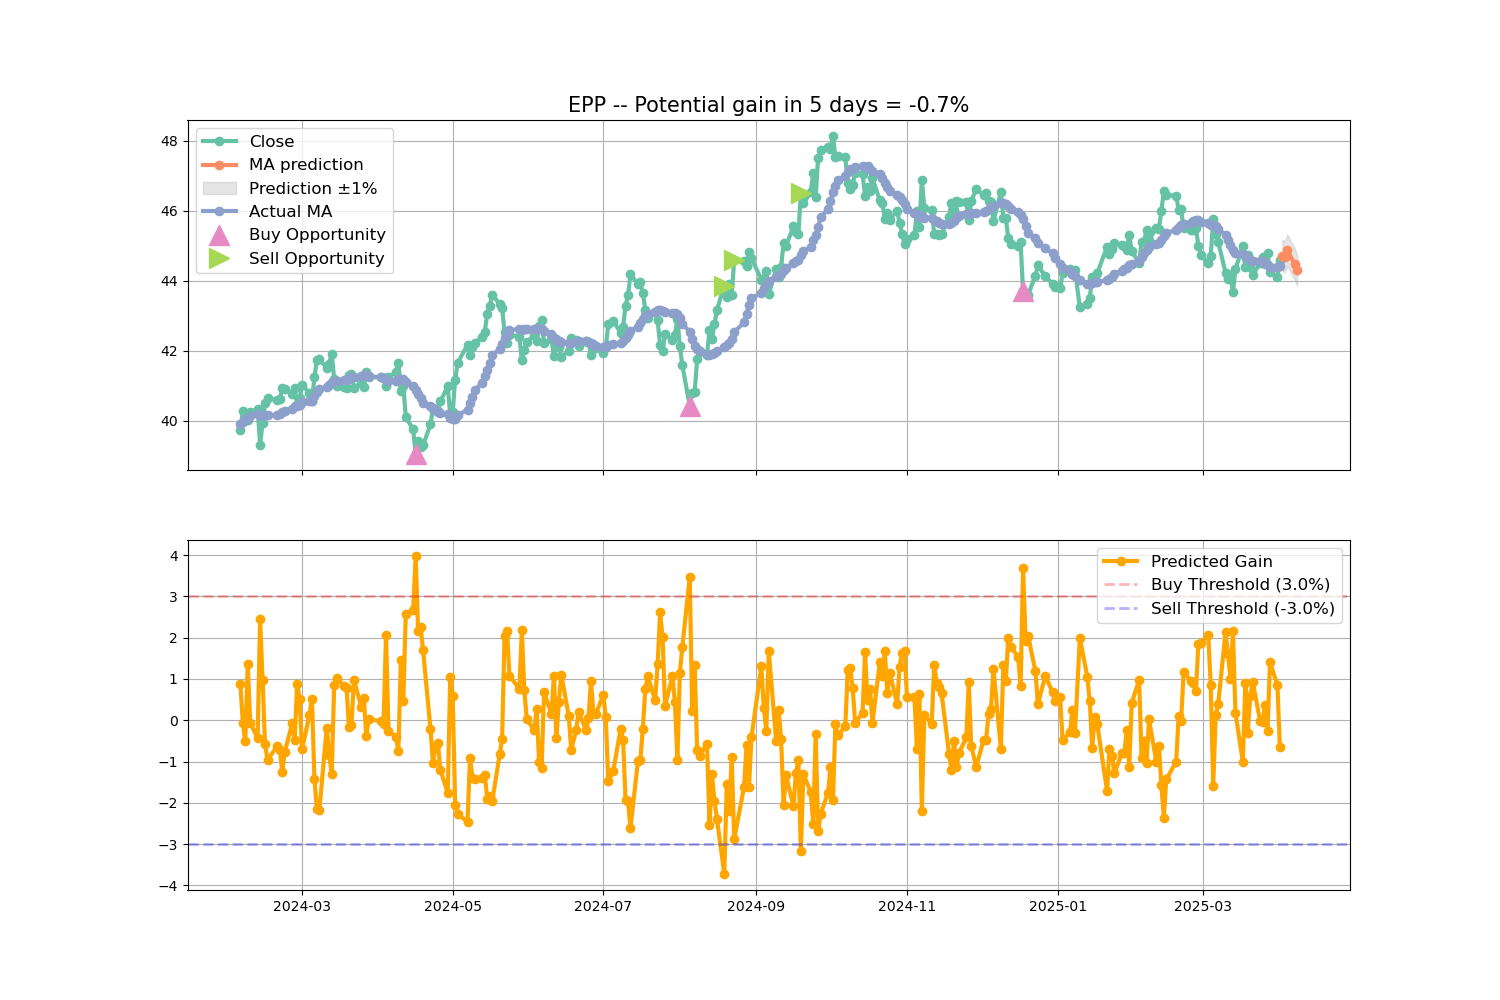 EPP -- Potential gain in 5 days = -0.7%
48
46
44
42
40
Close
MA prediction
Prediction ±1%
Actual MA
Buy Opportunity
Sell Opportunity
4
3
2
1
0
−1
−2
−3
−4
Predicted Gain
Buy Threshold (3.0%)
Sell Threshold (-3.0%)
2024-03
2024-05
2024-07
2024-09
2024-11
2025-01
2025-03